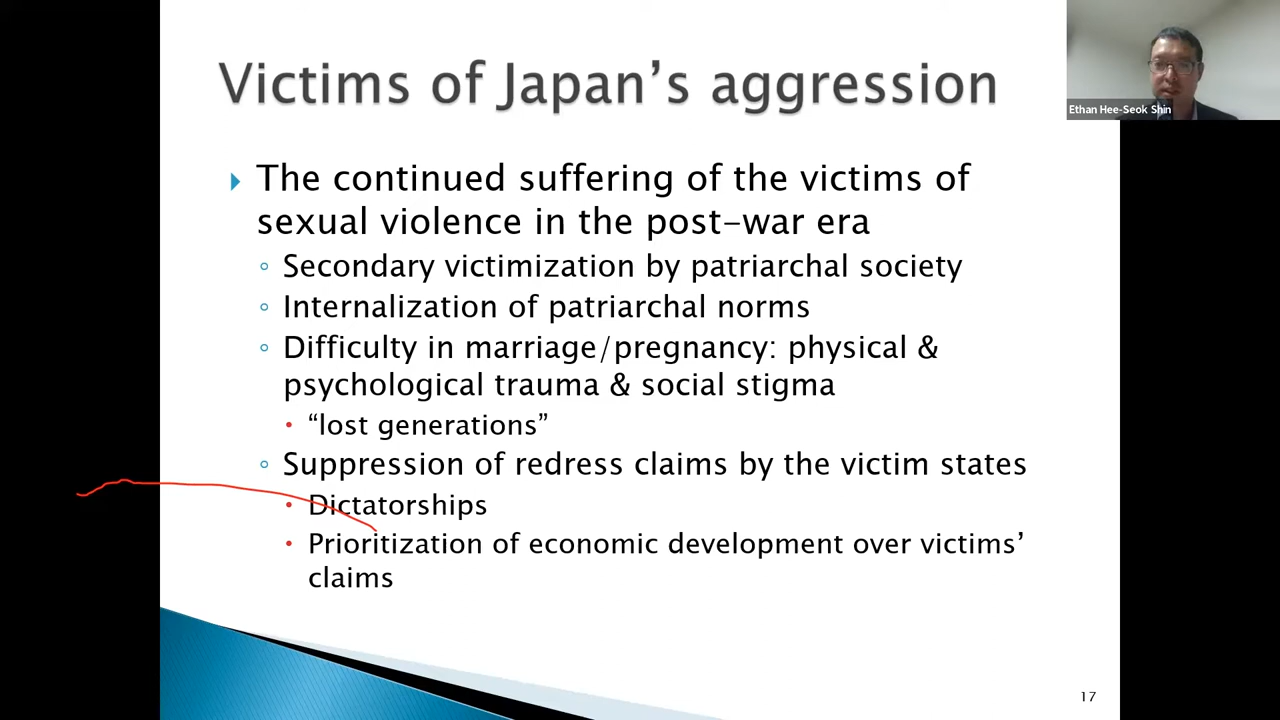 Victims of Japan’s aggression
Ethan Hee-Seok Shin
The continued suffering of the victims of
sexual violence in the post-war era
Secondary victimization by patriarchal society
Internalization of patriarchal norms
Difficulty in marriage/pregnancy: physical &
psychological trauma & social stigma
“lost generations”
Suppression of redress claims by the victim states
Dictatorships
Prioritization of economic development over victims’
claims
17